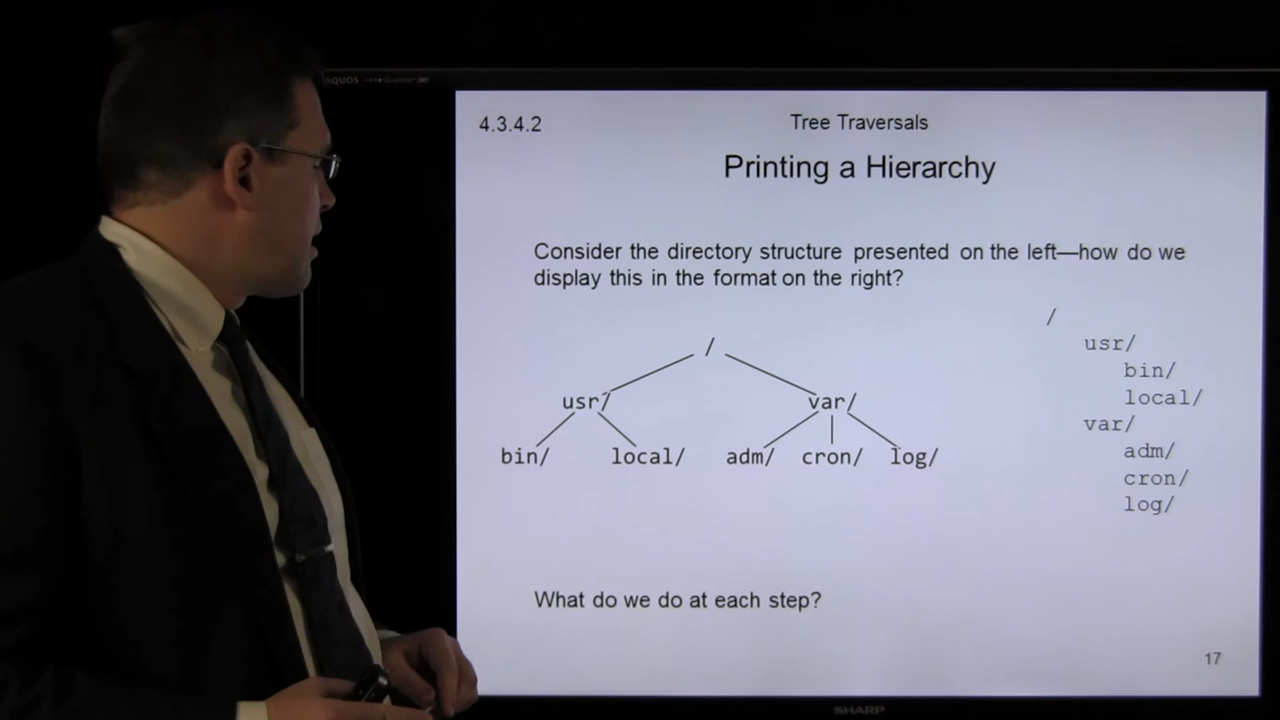 AQUOS
4.3.4.2
Tree Traversals
Printing a Hierarchy
Consider the directory structure presented on the left—how do we
display this in the format on the right?
/
usr/ var/
bin/ local/ adm/ cron/ log/
/
usr/
bin/
local/
var/
adm/
cron/
log/
What do we do at each step?
17
SHARP